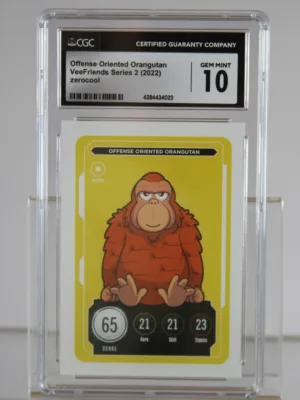 CGC
CERTIFIED GUARANTY COMPANY
Offense Oriented Orangutan
VeeFriends Series 2 (2022)
zerocool
GEM MINT
10
4284434023
OFFENSE ORIENTED ORANGUTAN
65
21
21
23
Aura
Skill
Stamina
SCORE